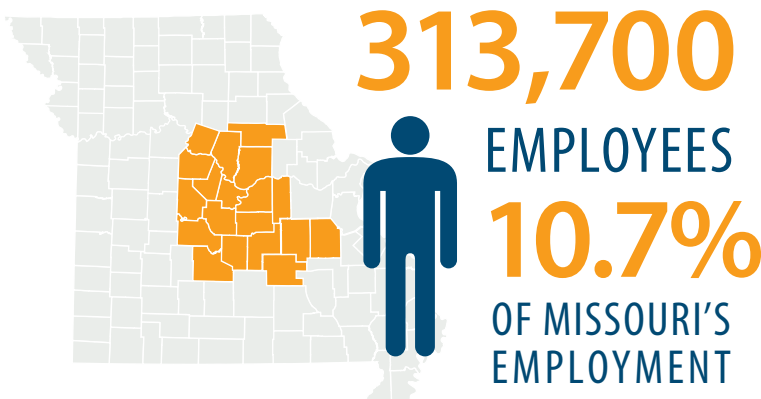 313,700
EMPLOYEES
10.7%
OF MISSOURI’S
EMPLOYMENT